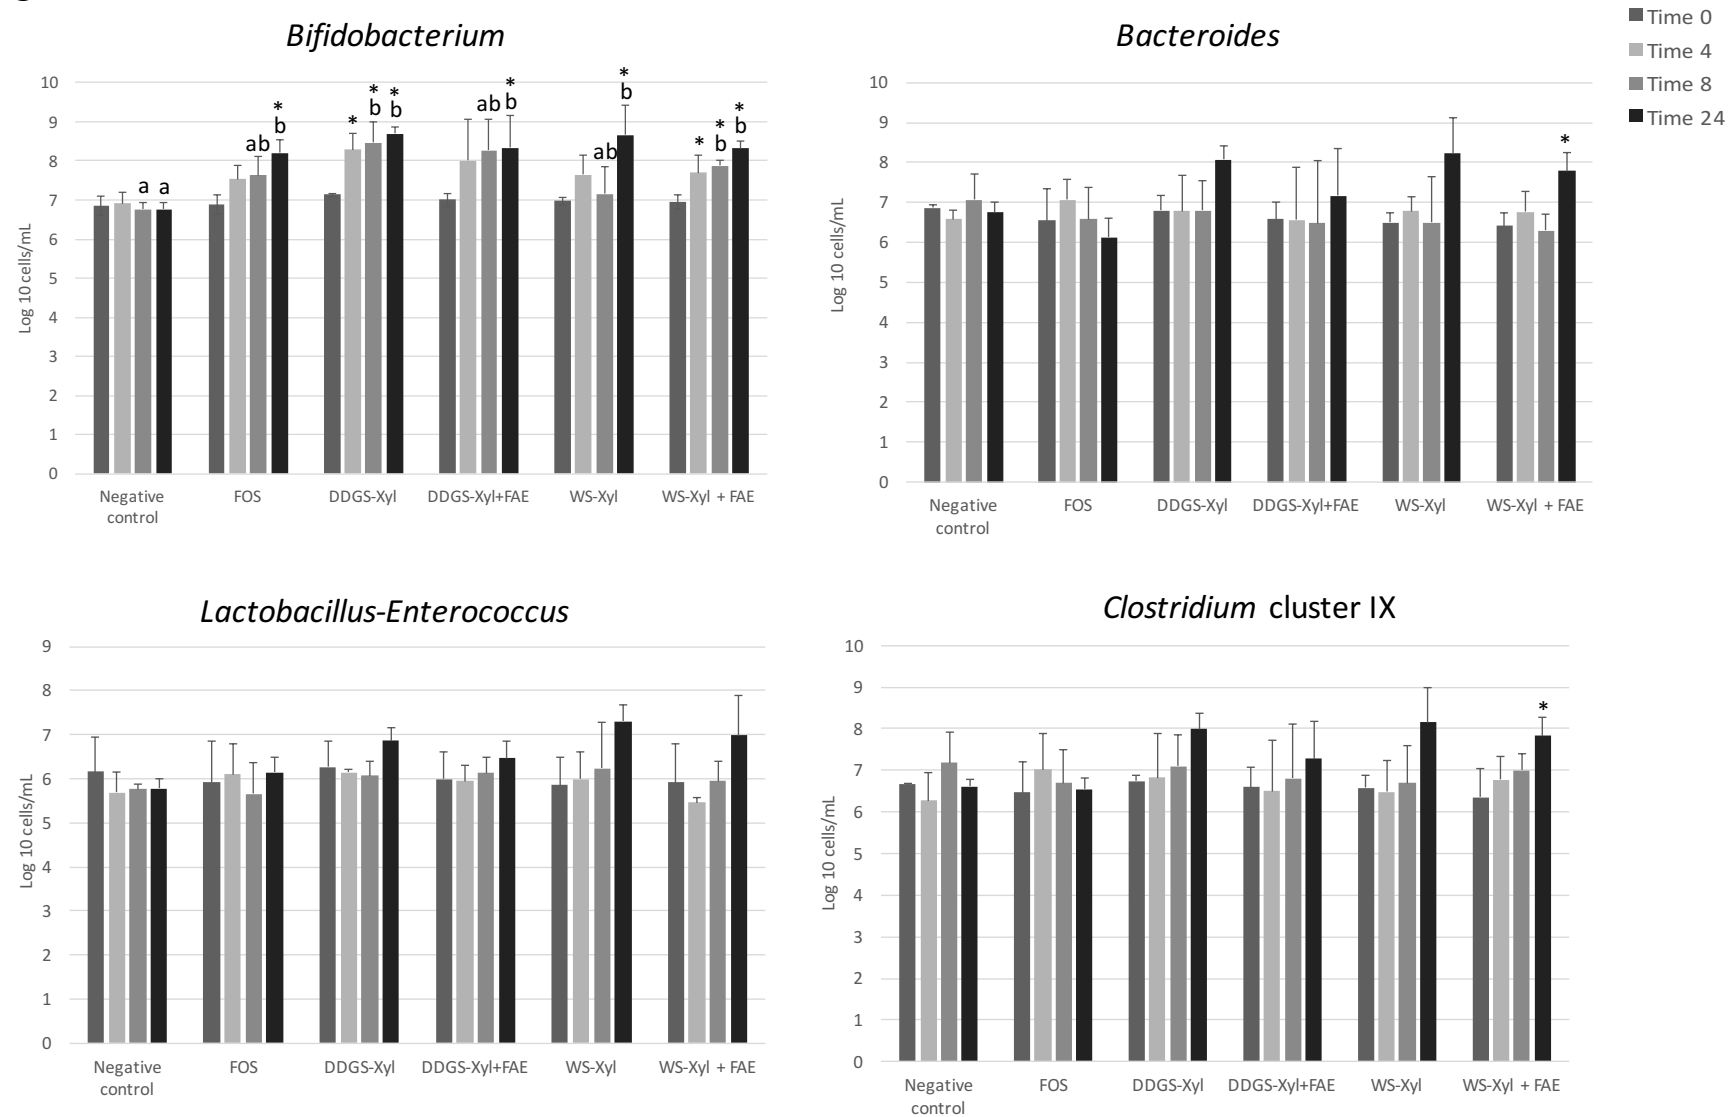 Time 0
Time 4
Time 8
Time 24
Bifidobacterium
Log 10 cells/mL
10
9
8
7
6
5
4
3
2
1
0
a
a
ab
*
b
*
*
b
*
b
ab
*
b
ab
*
b
*
*
b
*
b
Negative
control
FOS
DDGS-Xyl
DDGS-Xyl+FAE
WS-Xyl
WS-Xyl + FAE
Bacteroides
Log 10 cells/mL
10
9
8
7
6
5
4
3
2
1
0
*
Negative
control
FOS
DDGS-Xyl
DDGS-Xyl+FAE
WS-Xyl
WS-Xyl + FAE
Lactobacillus-Enterococcus
Log 10 cells/mL
9
8
7
6
5
4
3
2
1
0
Negative
control
FOS
DDGS-Xyl
DDGS-Xyl+FAE
WS-Xyl
WS-Xyl + FAE
Clostridium cluster IX
Log 10 cells/mL
10
9
8
7
6
5
4
3
2
1
0
*
Negative
control
FOS
DDGS-Xyl
DDGS-Xyl+FAE
WS-Xyl
WS-Xyl + FAE